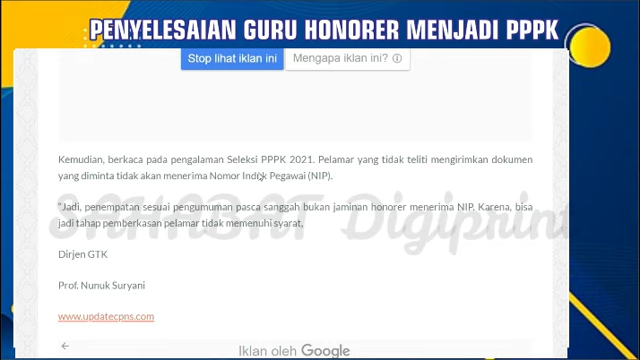 PENYELESAIAN GURU HONORER MENJADI PPPK
Stop lihat iklan ini
Mengapa iklan ini?
Kemudian, berkaca pada pengalaman Seleksi PPPK 2021. Pelamar yang tidak teliti mengirimkan dokumen
yang diminta tidak akan menerima Nomor Induk Pegawai (NIP).
"Jadi, penempatan sesuai pengumuman pasca sanggah bukan jaminan honorer menerima NIP. Karena, bisa
jadi tahap pemberkasan pelamar tidak memenuhi syarat,
SAHABAT Digiprint
Dirjen GTK
Prof. Nunuk Suryani
www.updatecpns.com
Iklan oleh Google